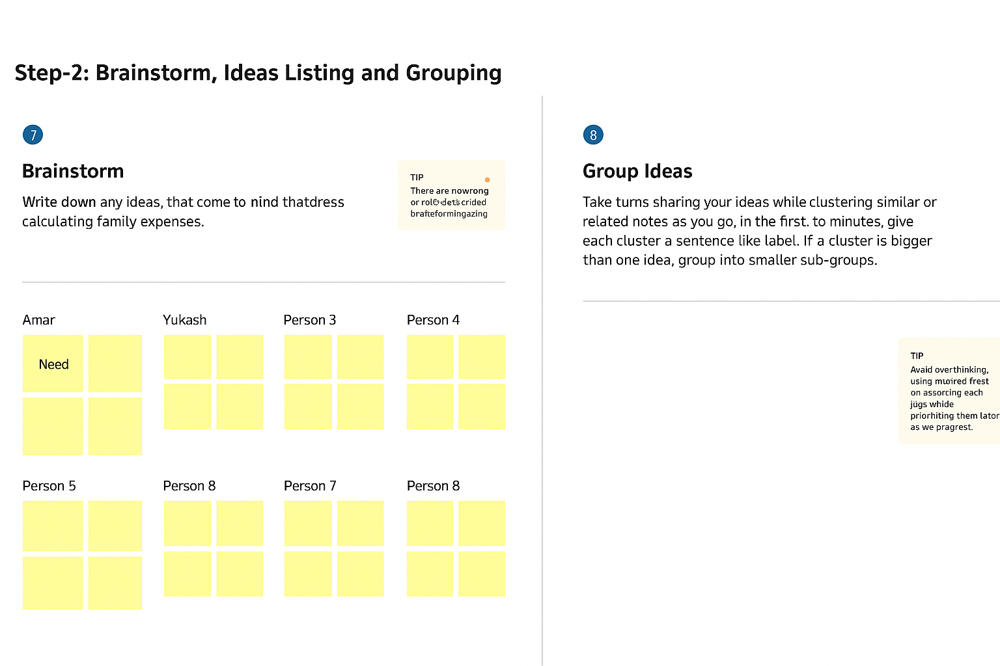 Step-2: Brainstorm, Ideas Listing and Grouping
7
Brainstorm
Write down any ideas, that come to nind thatdress
calculating family expenses.
TIP
There are nowrong
or crided
brafteformingazing
Amar
Yukash
Person 3
Person 4
Need
Person 5
Person 8
Person 7
Person 8
8
Group Ideas
Take turns sharing your ideas while clustering similar or
related notes as you go, in the first. to minutes, give
each cluster a sentence like label. If a cluster is bigger
than one idea, group into smaller sub-groups.
TIP
Avaid overthinking,
using frest
on assorcing each
jügs whide
priorhiting them lator
as we pragrest.